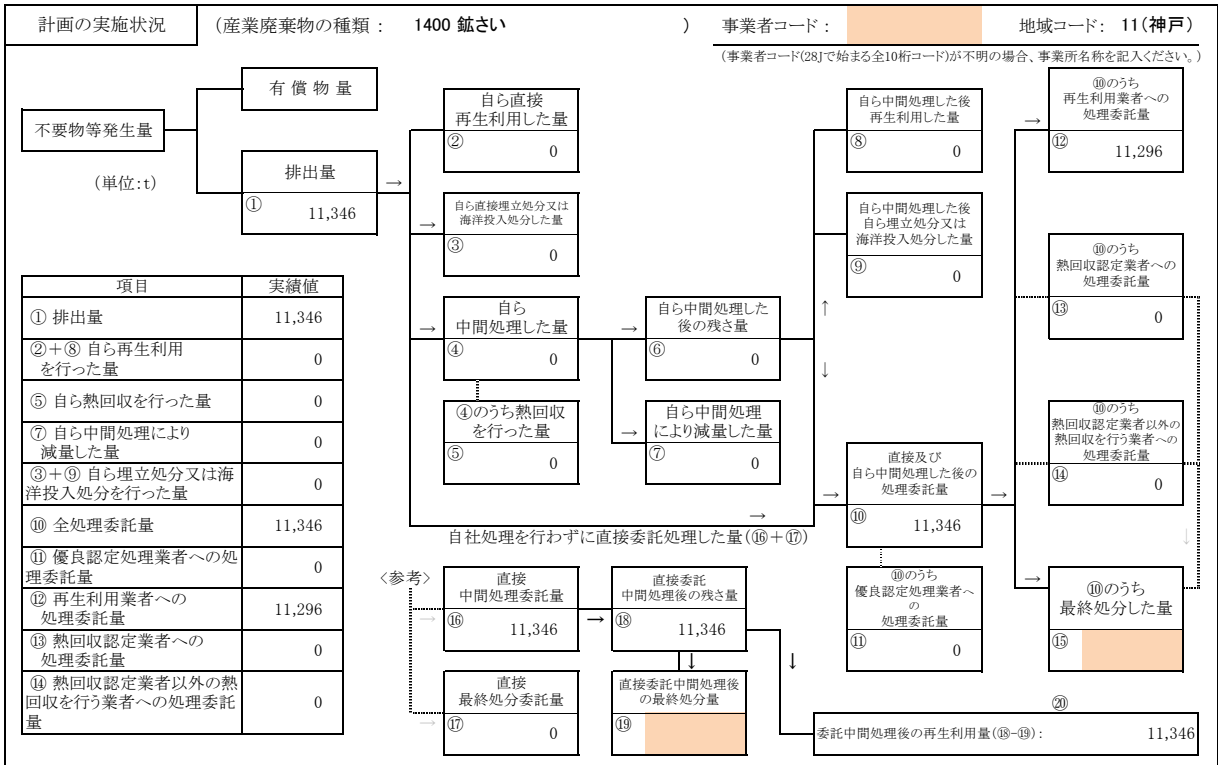 計画の実施状況
(産業廃棄物の種類： 1400 鉱さい )
事業者コード：
地域コード： 11(神戸)
(事業者コード(28Jで始まる全10桁コード)が不明の場合、事業所名称を記入ください。)
不要物等発生量
(単位:t)
有償物量
排出量
① 11,346
→
自ら直接
再生利用した量
② 0
→
自ら直接埋立処分又は
海洋投入処分した量
③ 0
→
自ら
中間処理した量
④ 0
④のうち熱回収
を行った量
⑤ 0
→
自ら中間処理した
後の残さ量
⑥ 0
→
自ら中間処理
により減量した量
⑦ 0
自ら中間処理した後
再生利用した量
⑧ 0
自ら中間処理した後
自ら埋立処分又は
海洋投入処分した量
⑨ 0
↑
↓
→
直接及び
自ら中間処理した後の
処理委託量
⑩ 11,346
→
⑩のうち
優良認定処理業者へ
の
処理委託量
⑪ 0
→
⑩のうち
再生利用業者への
処理委託量
⑫ 11,296
⑩のうち
熱回収認定業者への
処理委託量
⑬ 0
⑩のうち
熱回収認定業者以外の
熱回収を行う業者への
処理委託量
⑭ 0
↓
→
⑩のうち
最終処分した量
⑮
→
自社処理を行わずに直接委託処理した量(⑯＋⑰)
〈参考〉
→
直接
中間処理委託量
⑯ 11,346
→
直接
最終処分委託量
⑰ 0
→
直接委託
中間処理後の残さ量
⑱ 11,346
↓
直接委託中間処理後
の最終処分量
⑲
↓
⑳
委託中間処理後の再生利用量(⑱-⑲)： 11,346
項目 実績値
① 排出量 11,346
②＋⑧ 自ら再生利用
を行った量 0
⑤ 自ら熱回収を行った量 0
⑦ 自ら中間処理により
減量した量 0
③＋⑨ 自ら埋立処分又は海
洋投入処分を行った量 0
⑩ 全処理委託量 11,346
⑪ 優良認定処理業者への処
理委託量 0
⑫ 再生利用業者への
処理委託量 11,296
⑬ 熱回収認定業者への
処理委託量 0
⑭ 熱回収認定業者以外の熱
回収を行う業者への処理委託
量 0